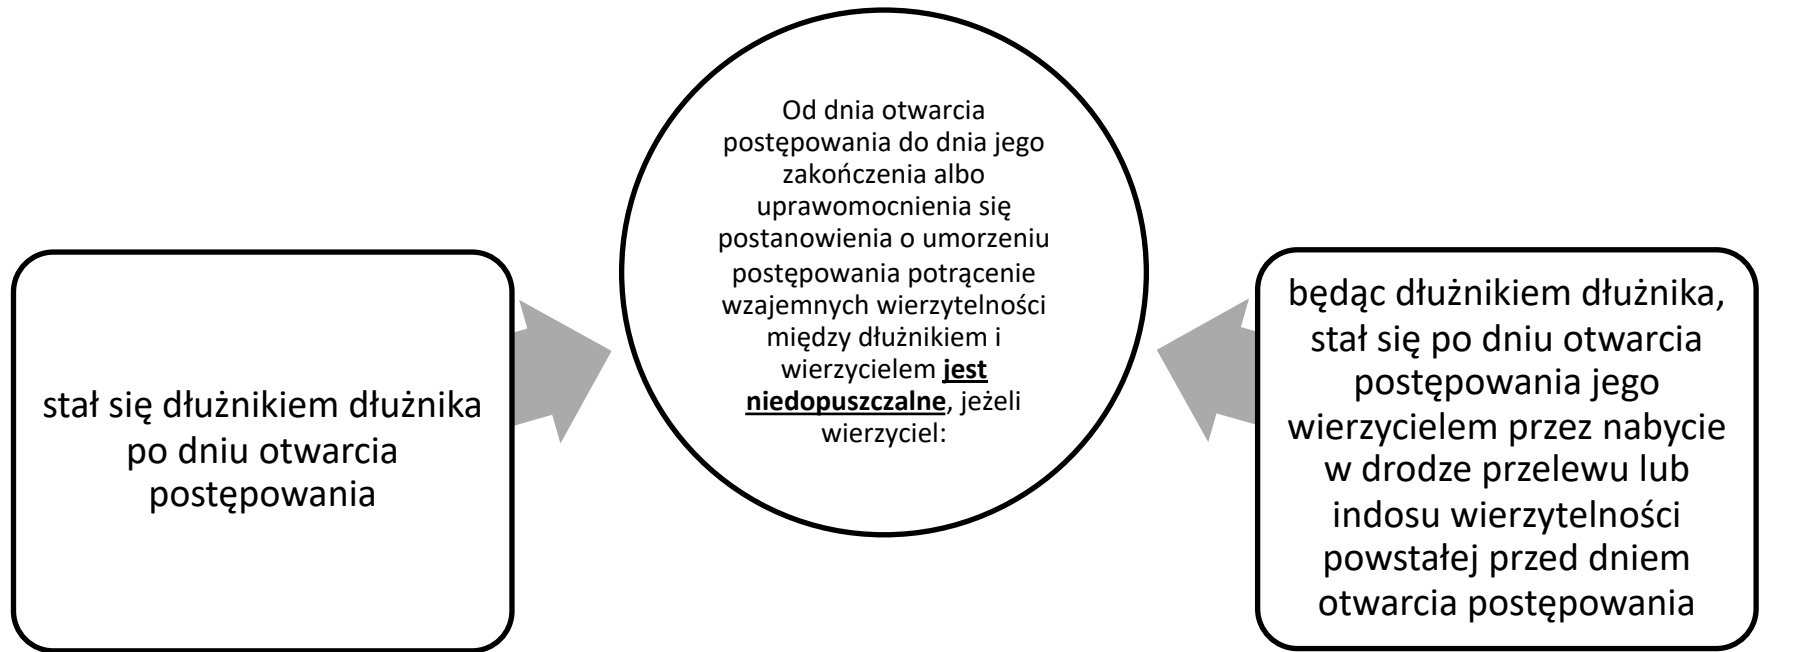 Od dnia otwarcia
postępowania do dnia jego
zakończenia albo
uprawomocnienia się
postanowienia o umorzeniu
postępowania potrącenie
wzajemnych wierzytelności
między dłużnikiem i
wierzycielem jest
niedopuszczalne, jeżeli
wierzyciel:
stał się dłużnikiem dłużnika
po dniu otwarcia
postępowania
będąc dłużnikiem dłużnika,
stał się po dniu otwarcia
postępowania jego
wierzycielem przez nabycie
w drodze przelewu lub
indosu wierzytelności
powstałej przed dniem
otwarcia postępowania